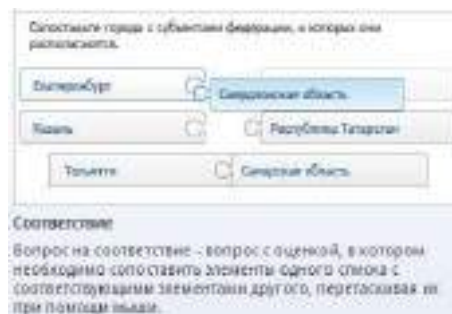 Сопоставьте города с субъектами федерации, в которых они
располагаются.
Екатеринбург
Свердловская область
Казань
Республика Татарстан
Тольятти
Самарская область
Соответствие
Вопрос на соответствие - вопрос с оценкой, в котором
необходимо сопоставить элементы одного списка с
соответствующими элементами другого, перетаскивая их
при помощи мыши.